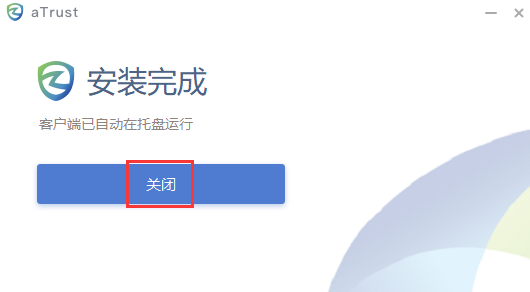 aTrust
安装完成
客户端已自动在托盘运行
关闭